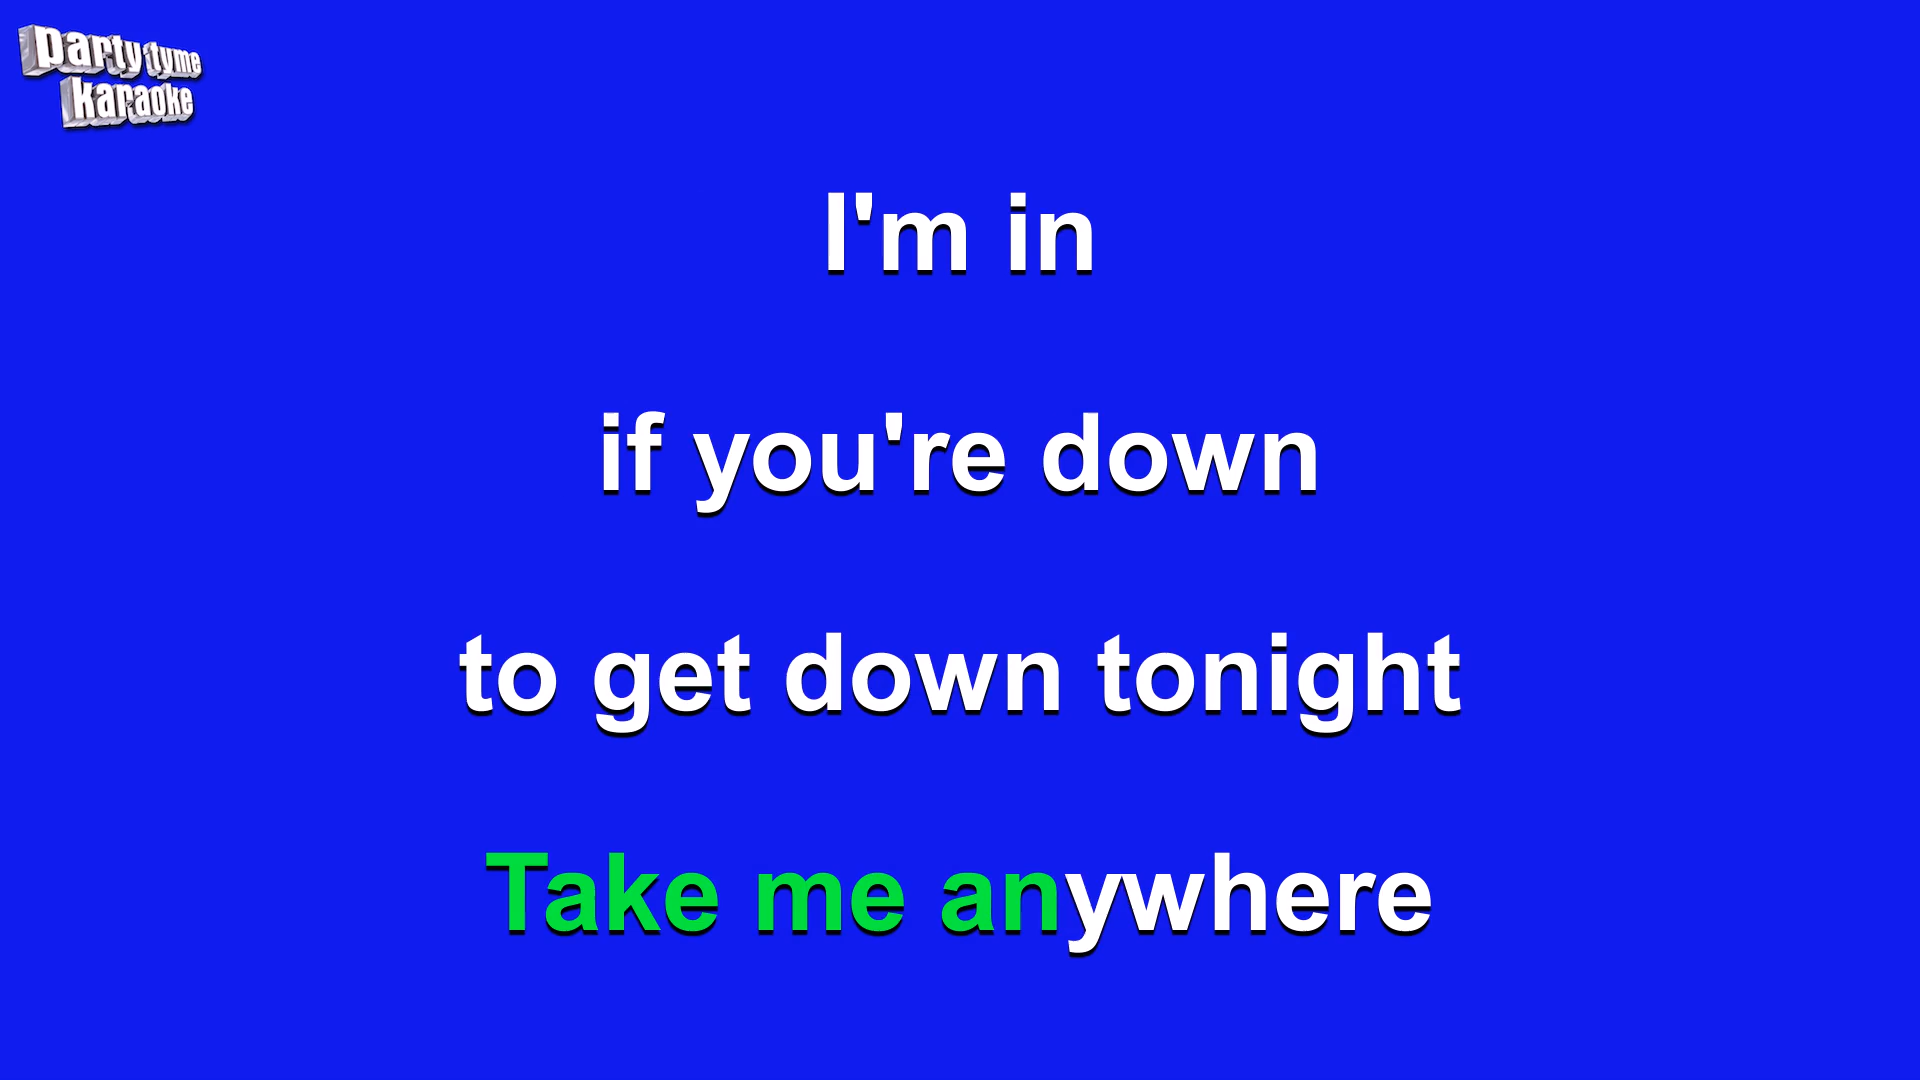 party tyme
karaoke
I'm in
if you're down
to get down tonight
Take me anywhere